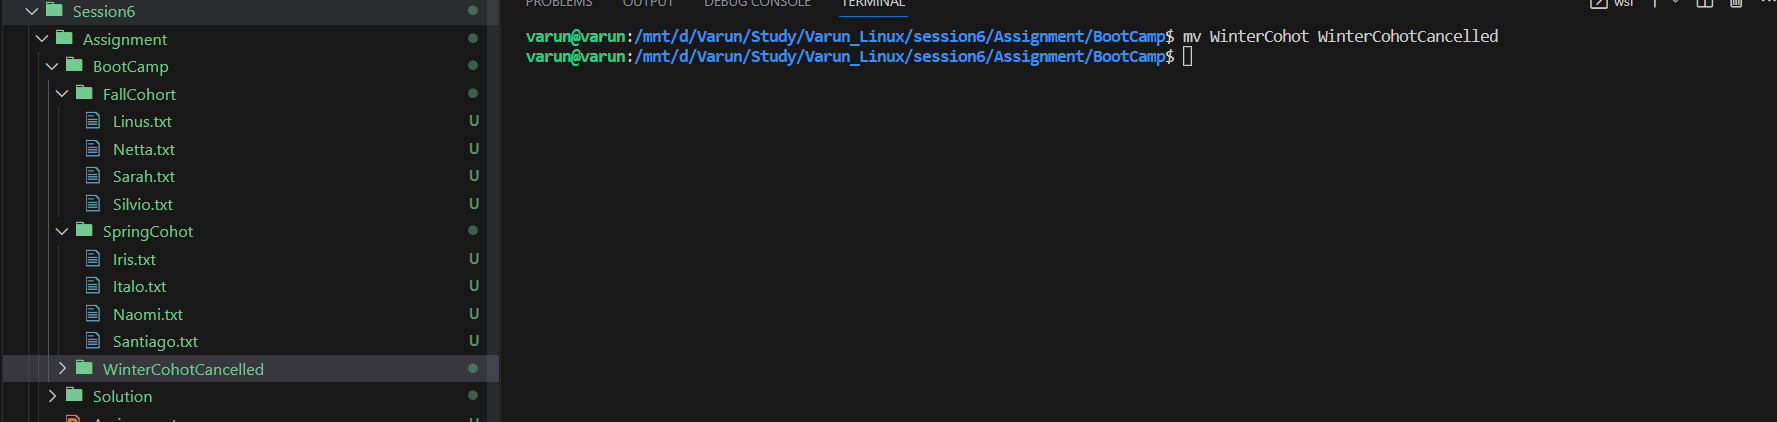 PROBLEMS OUTPUT DEBUG CONSOLE TERMINAL wsl
Session6
Assignment
BootCamp
FallCohort
Linus.txt U
Netta.txt U
Sarah.txt U
Silvio.txt U
SpringCohot
Iris.txt U
Italo.txt U
Naomi.txt U
Santiago.txt U
WinterCohotCancelled
Solution
varun@varun:/mnt/d/Varun/Study/Varun_Linux/session6/Assignment/BootCamp$ mv WinterCohot WinterCohotCancelled
varun@varun:/mnt/d/Varun/Study/Varun_Linux/session6/Assignment/BootCamp$